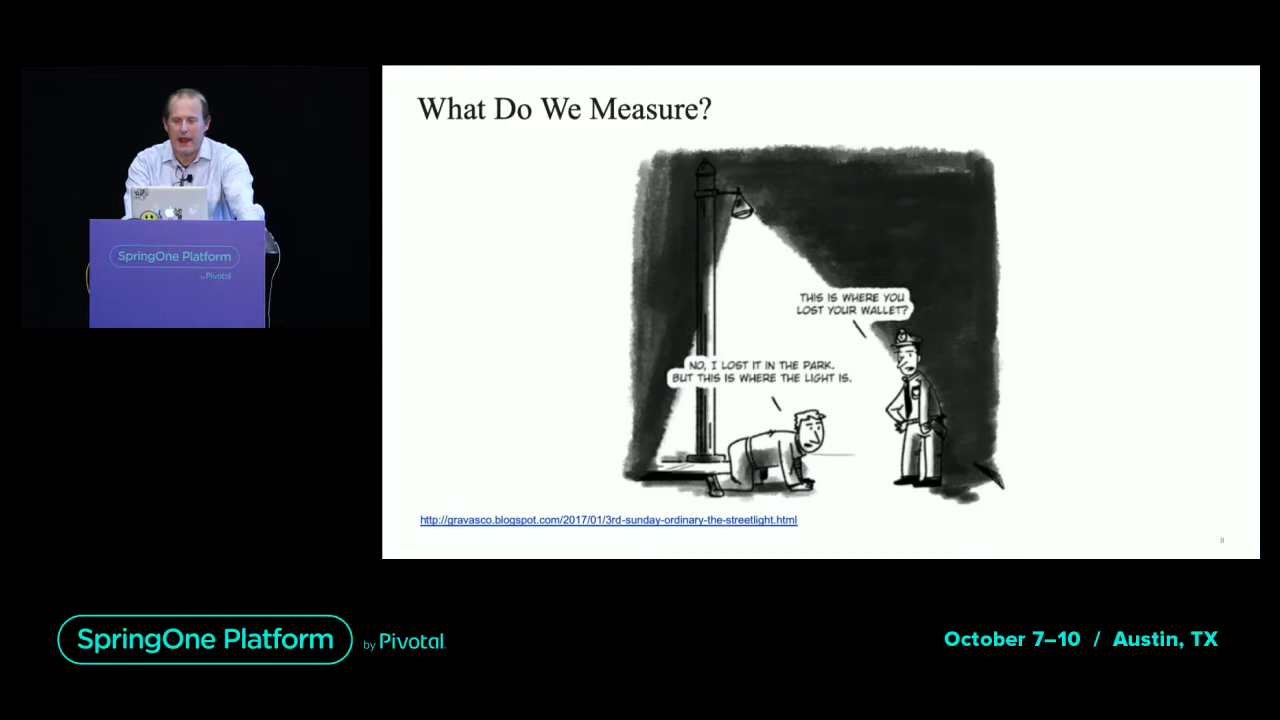 What Do We Measure?
THIS IS WHERE YOU
LOST YOUR WALLET?
NO, I LOST IT IN THE PARK.
BUT THIS IS WHERE THE LIGHT IS.
http://gravasco.blogspot.com/2017/01/3rd-sunday-ordinary-the-streetlight.html
8
SpringOne Platform
by Pivotal
SpringOne Platform by Pivotal
October 7–10 / Austin, TX